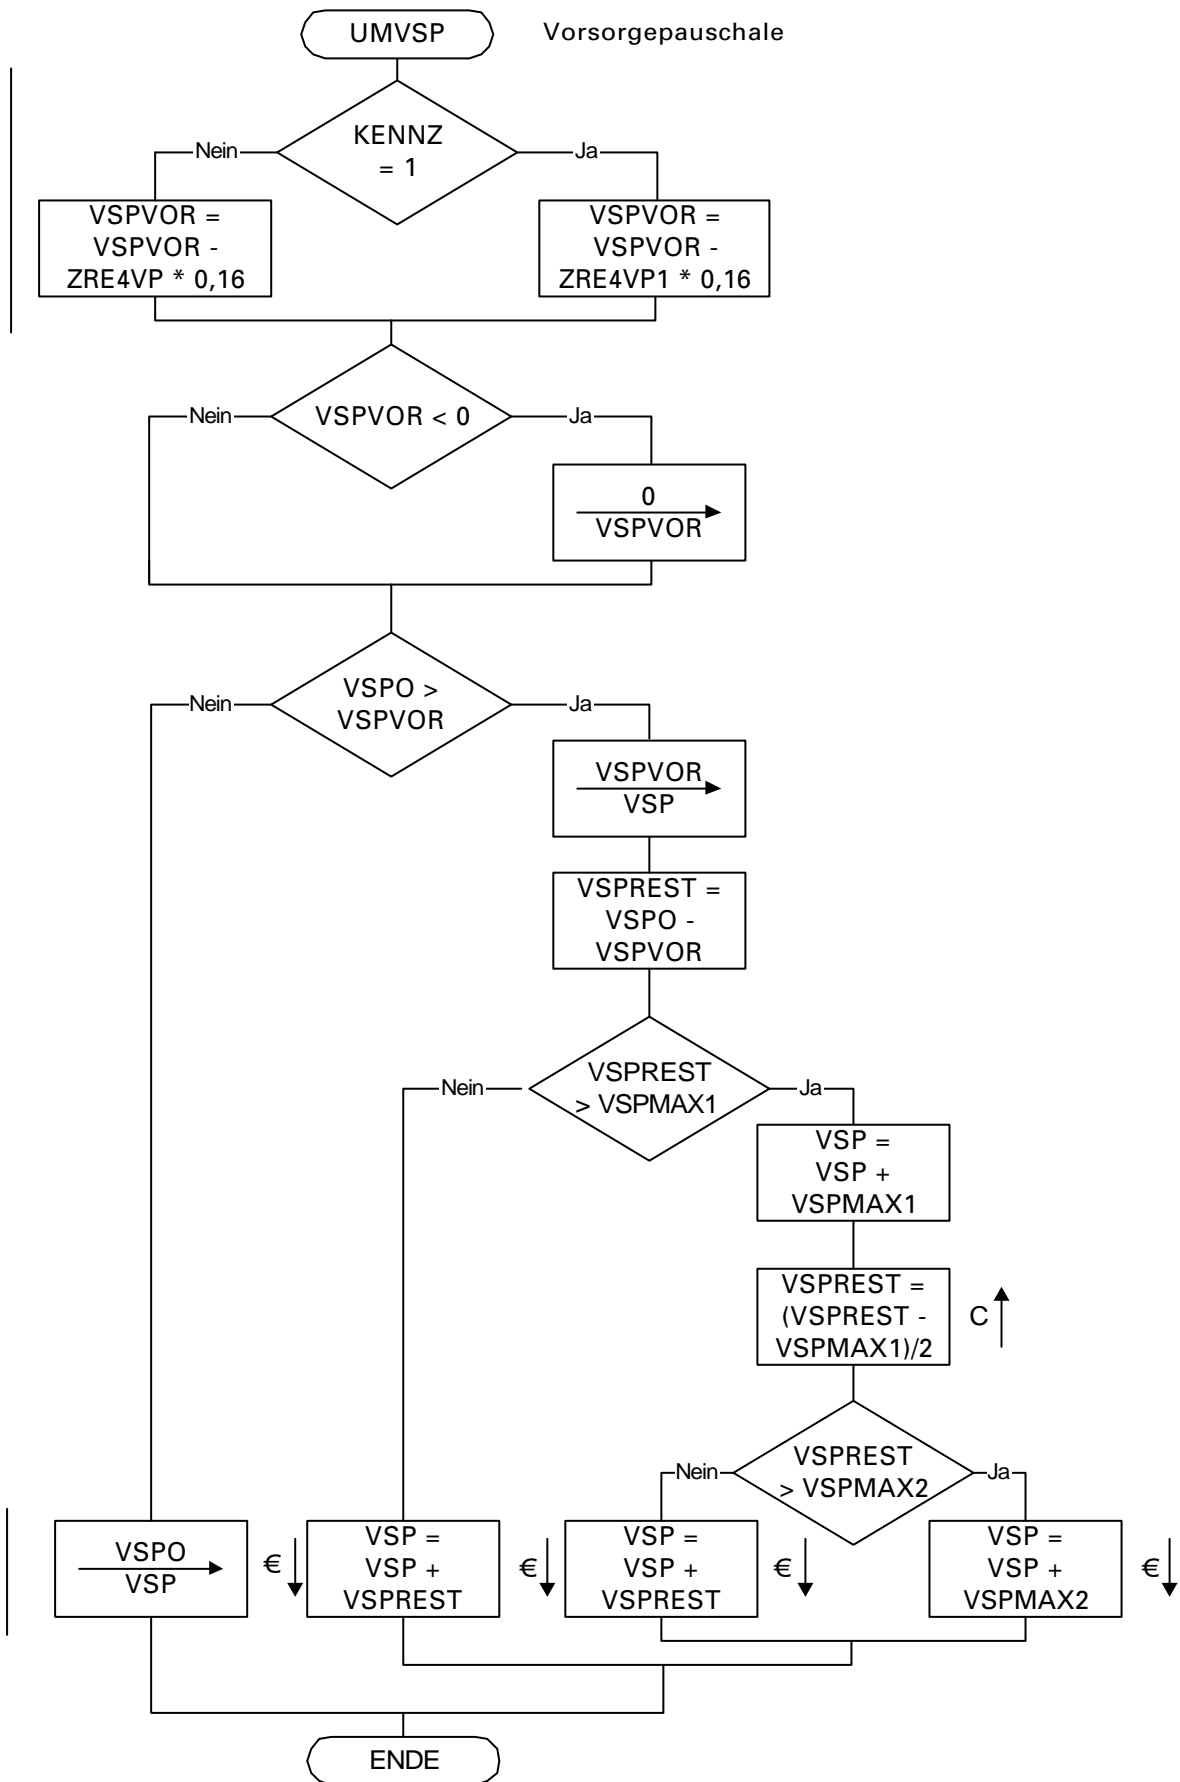 UMVSP
Vorsorgepauschale
KENNZ
= 1
Nein
Ja
VSPVOR =
VSPVOR -
ZRE4VP * 0,16
VSPVOR =
VSPVOR -
ZRE4VP1 * 0,16
VSPVOR < 0
Nein
Ja
0
VSPVOR
VSPO >
VSPVOR
Nein
Ja
VSPVOR
VSP
VSPREST =
VSPO -
VSPVOR
VSPREST
> VSPMAX1
Nein
Ja
VSP =
VSP +
VSPMAX1
VSPREST =
(VSPREST -
VSPMAX1)/2
C
VSPREST
> VSPMAX2
Nein
Ja
VSPO
VSP
€
VSP =
VSP +
VSPREST
€
VSP =
VSP +
VSPREST
€
VSP =
VSP +
VSPMAX2
€
ENDE